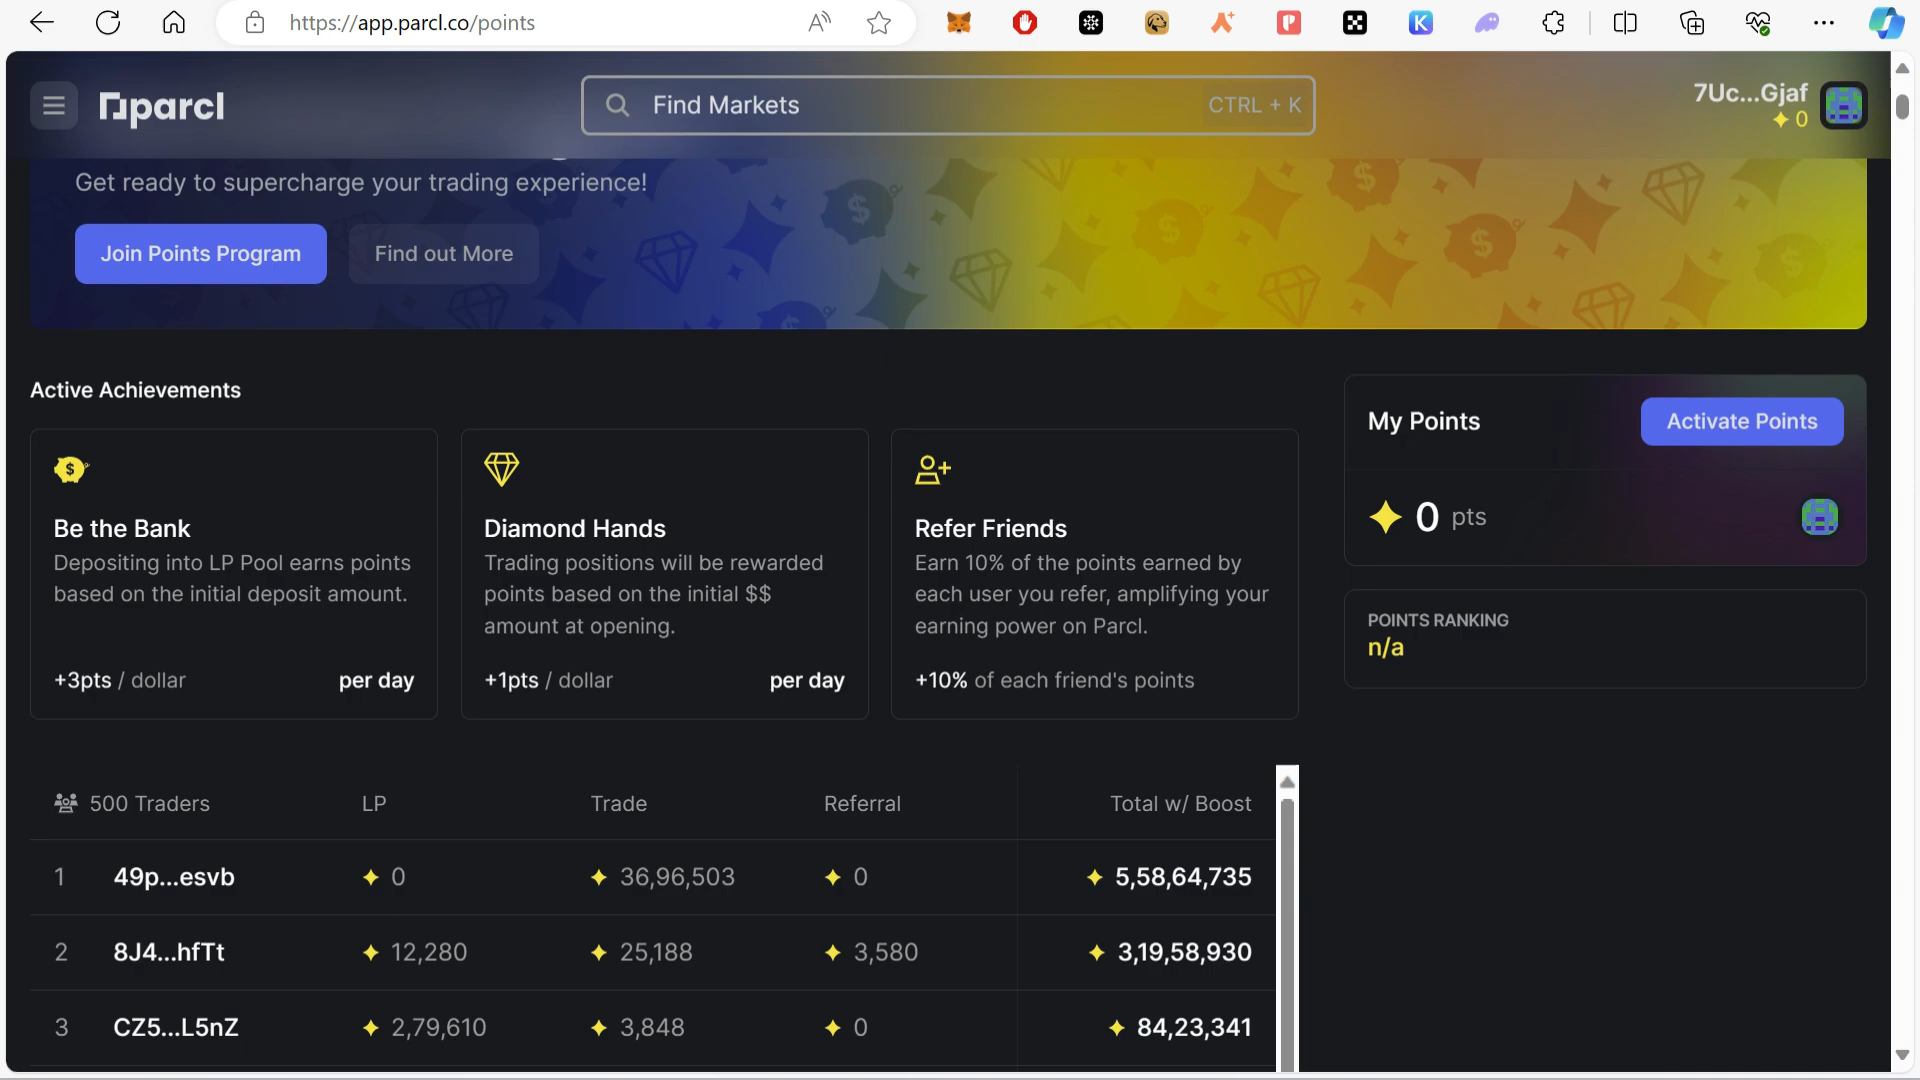 https://app.parcl.co/points
parcl
Find Markets
CTRL + K
7Uc...Gjaf
0
Get ready to supercharge your trading experience!
Join Points Program
Find out More
Active Achievements
Be the Bank
Depositing into LP Pool earns points
based on the initial deposit amount.
+3pts / dollar
per day
Diamond Hands
Trading positions will be rewarded
points based on the initial $$
amount at opening.
+1pts / dollar
per day
Refer Friends
Earn 10% of the points earned by
each user you refer, amplifying your
earning power on Parcl.
+10% of each friend's points
My Points
Activate Points
0 pts
POINTS RANKING
n/a
500 Traders LP Trade Referral Total w/ Boost
1 49p...esvb 0 36,96,503 0 5,58,64,735
2 8J4...hfTt 12,280 25,188 3,580 3,19,58,930
3 CZ5...L5nZ 2,79,610 3,848 0 84,23,341